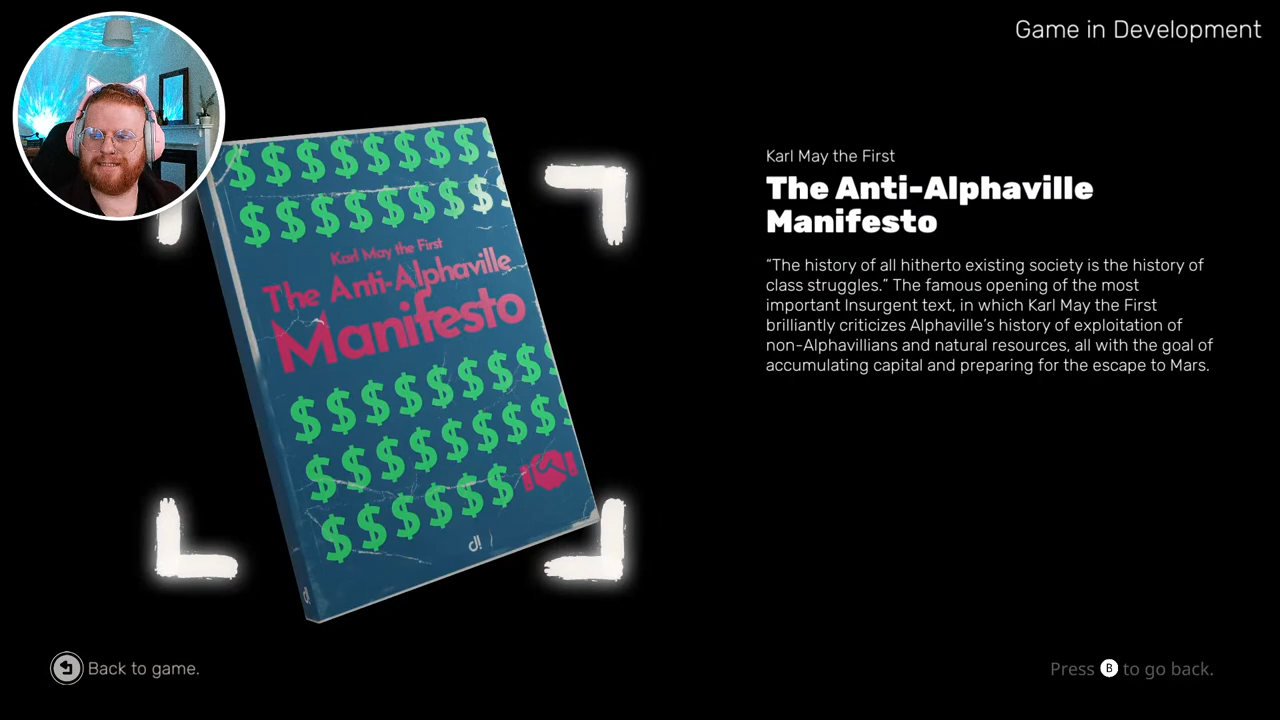 Game in Development
Karl May the First
The Anti-Alphaville
Manifesto
“The history of all hitherto existing society is the history of
class struggles.” The famous opening of the most
important Insurgent text, in which Karl May the First
brilliantly criticizes Alphaville’s history of exploitation of
non-Alphavillians and natural resources, all with the goal of
accumulating capital and preparing for the escape to Mars.
$$$$$$$$
$$$$$$$$
Karl May the First
The Anti-Alphaville
Manifesto
$$$$$$$$
$$$$$$$$
$$$$$$
d!
d!
Back to game.
Press B to go back.